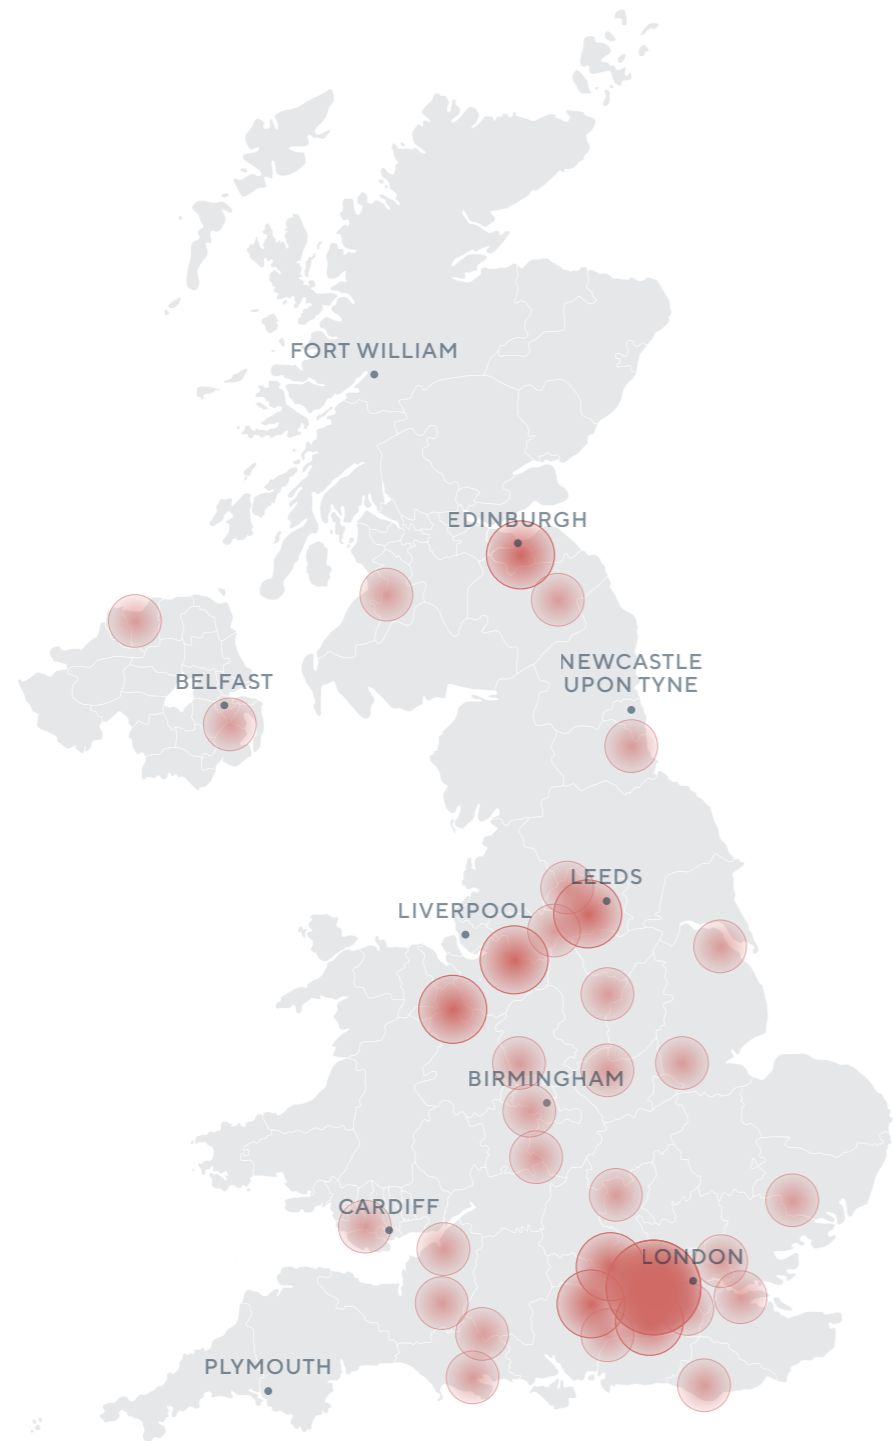 FORT WILLIAM
EDINBURGH
NEWCASTLE
UPON TYNE
BELFAST
LEEDS
LIVERPOOL
BIRMINGHAM
CARDIFF
LONDON
PLYMOUTH